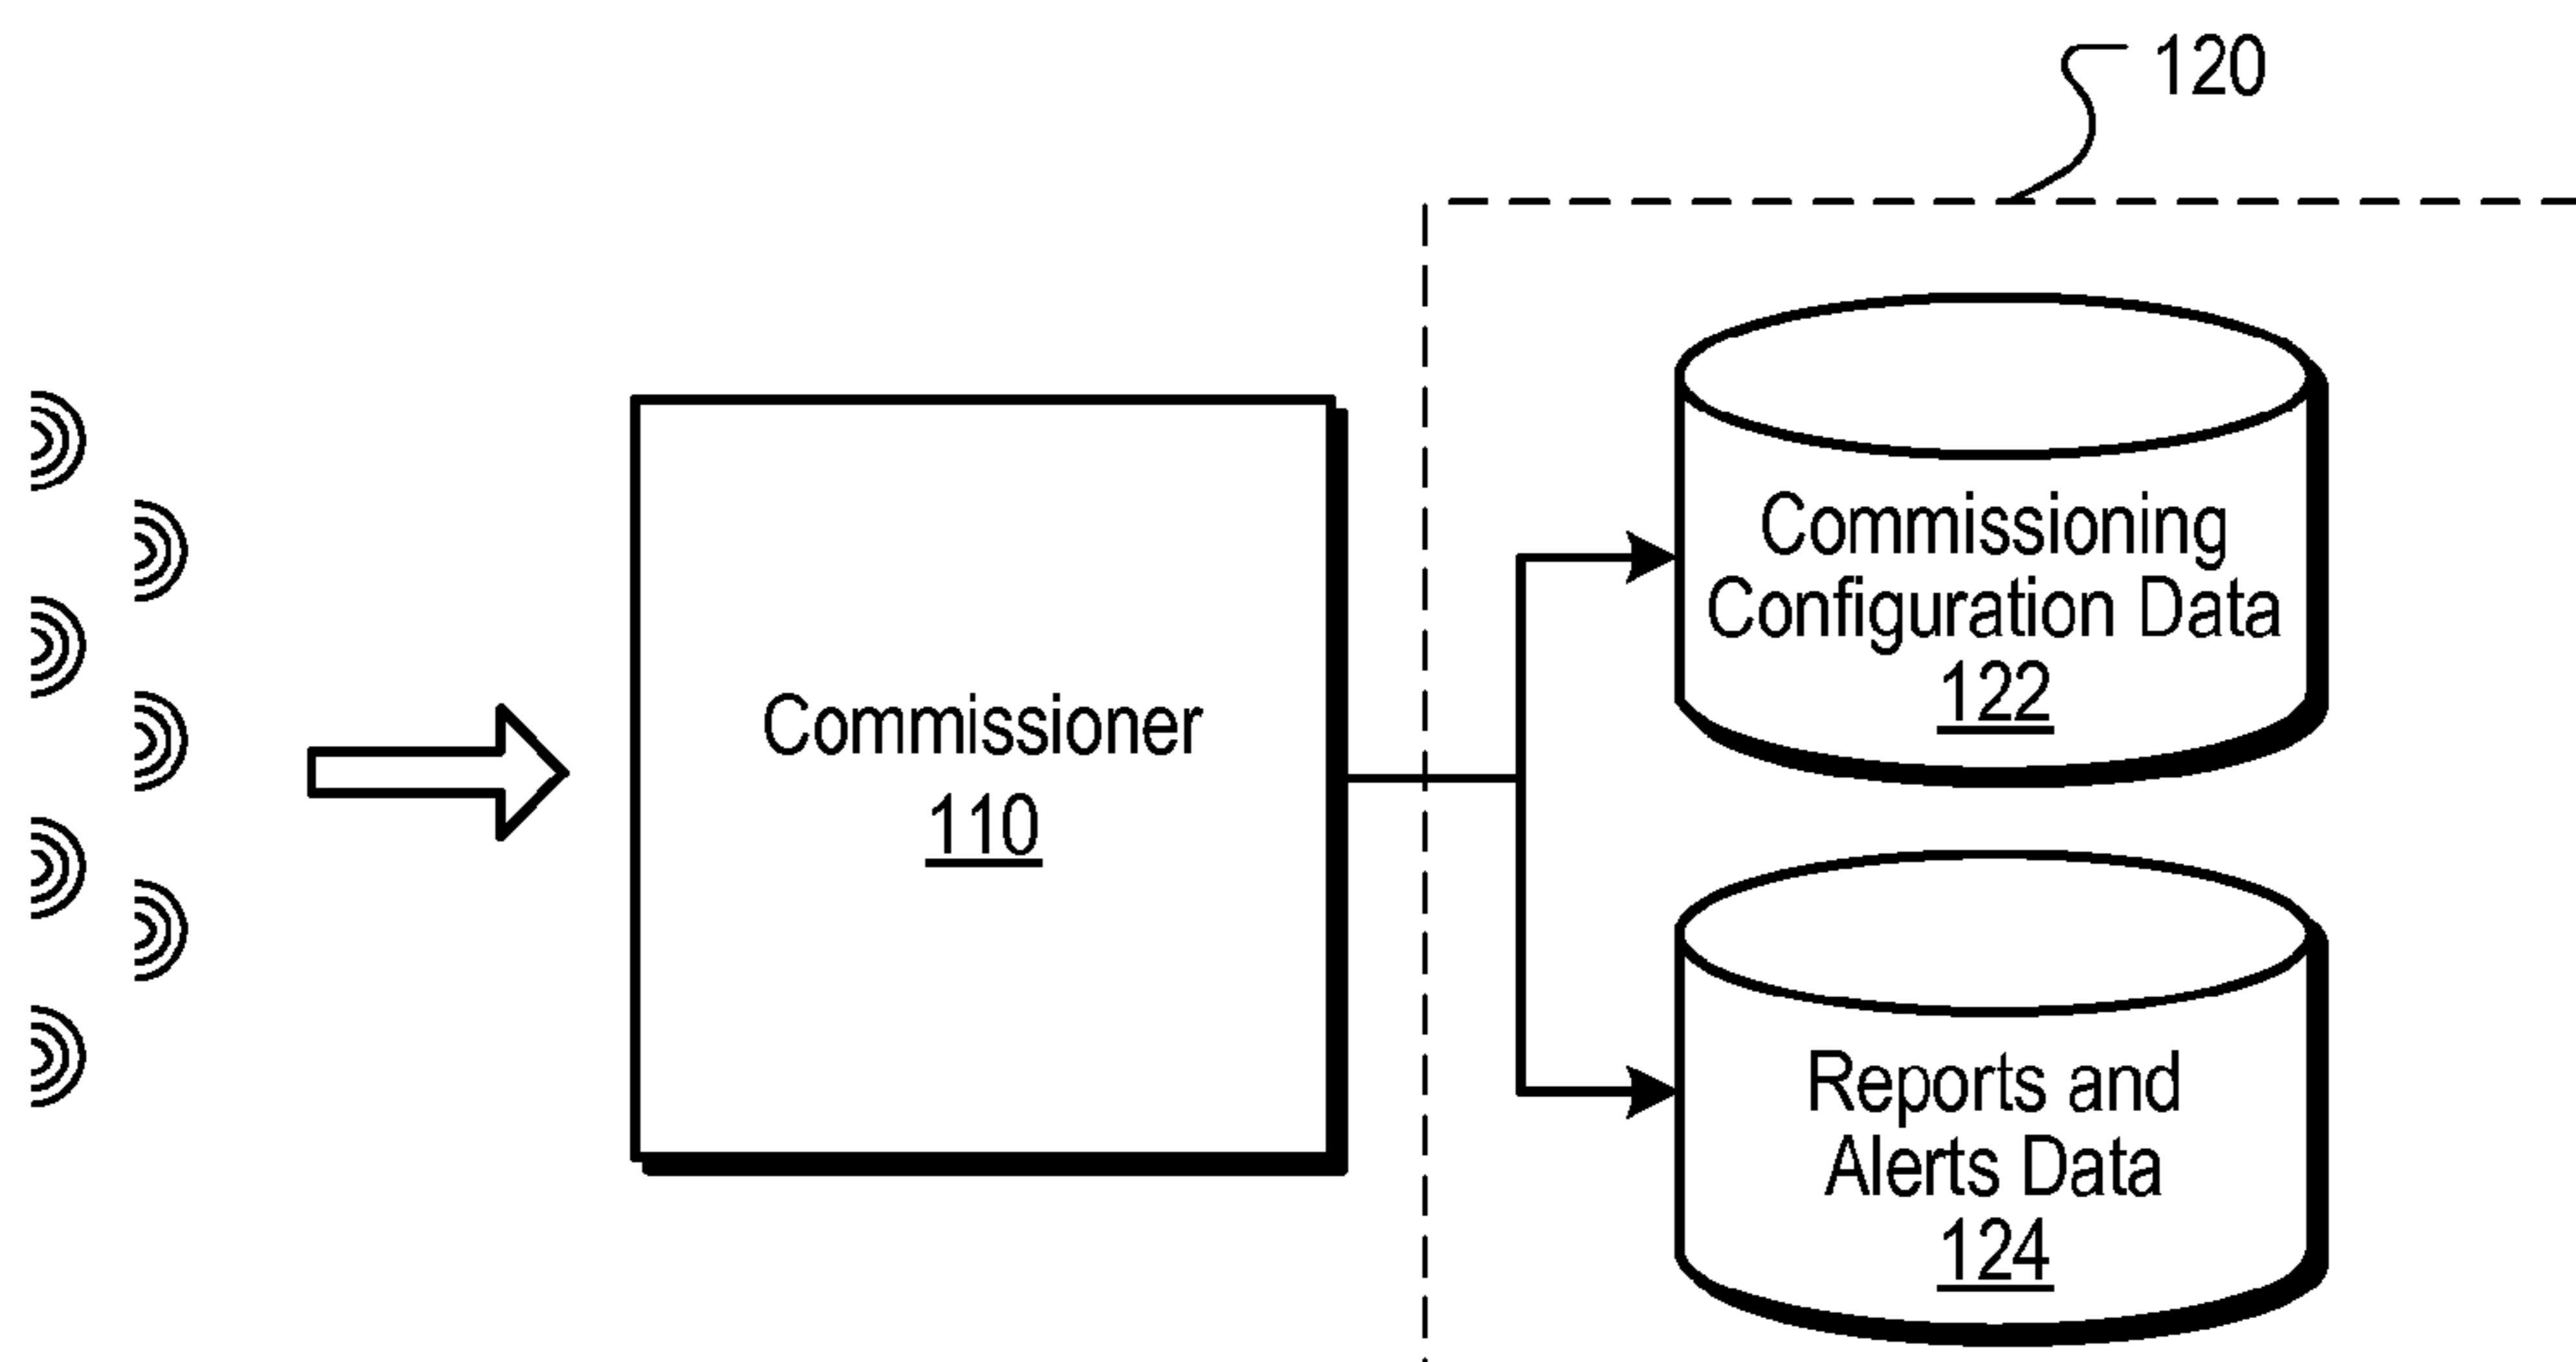 120
Commissioner
110
Commissioning
Configuration Data
122
Reports and
Alerts Data
124